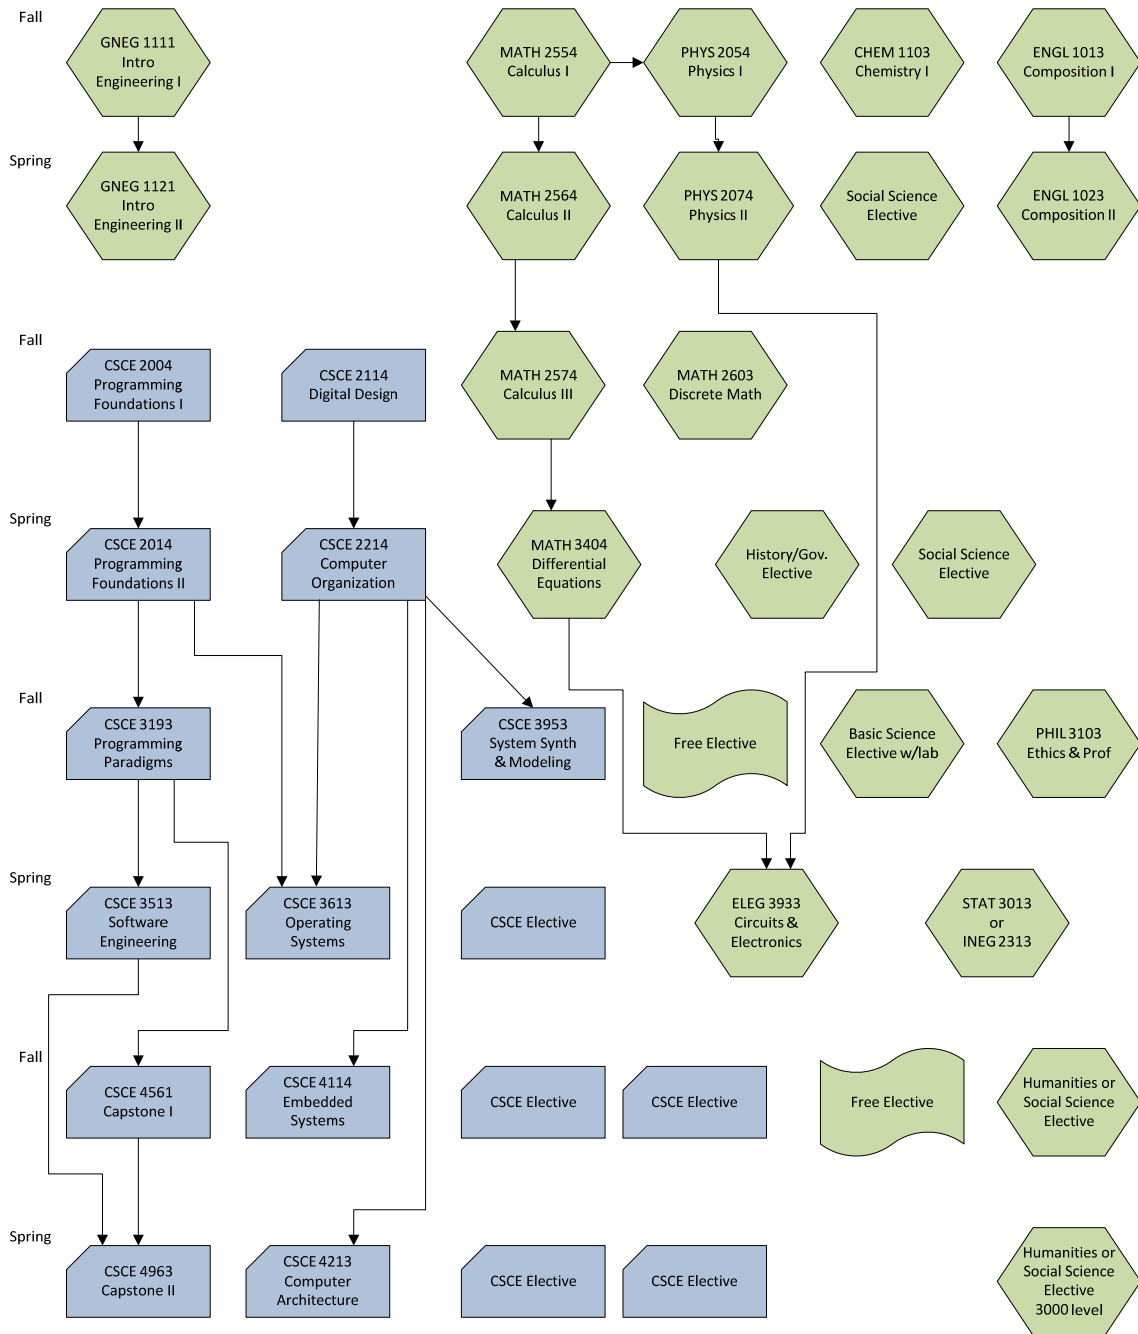 Fall
GNEG 1111
Intro
Engineering I
MATH 2554
Calculus I
PHYS 2054
Physics I
CHEM 1103
Chemistry I
ENGL 1013
Composition I
Spring
GNEG 1121
Intro
Engineering II
MATH 2564
Calculus II
PHYS 2074
Physics II
Social Science
Elective
ENGL 1023
Composition II
Fall
CSCE 2004
Programming
Foundations I
CSCE 2114
Digital Design
MATH 2574
Calculus III
MATH 2603
Discrete Math
Spring
CSCE 2014
Programming
Foundations II
CSCE 2214
Computer
Organization
MATH 3404
Differential
Equations
History/Gov.
Elective
Social Science
Elective
Fall
CSCE 3193
Programming
Paradigms
CSCE 3953
System Synth
& Modeling
Free Elective
Basic Science
Elective w/lab
PHIL 3103
Ethics & Prof
Spring
CSCE 3513
Software
Engineering
CSCE 3613
Operating
Systems
CSCE Elective
ELEG 3933
Circuits &
Electronics
STAT 3013
or
INEG 2313
Fall
CSCE 4561
Capstone I
CSCE 4114
Embedded
Systems
CSCE Elective
CSCE Elective
Free Elective
Humanities or
Social Science
Elective
Spring
CSCE 4963
Capstone II
CSCE 4213
Computer
Architecture
CSCE Elective
CSCE Elective
Humanities or
Social Science
Elective
3000 level